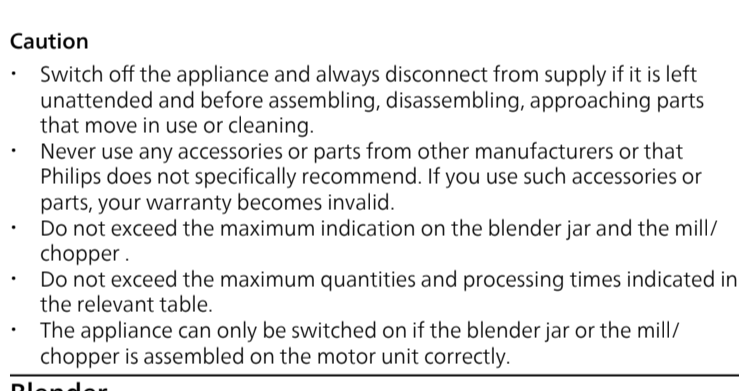 Caution
· Switch off the appliance and always disconnect from supply if it is left
unattended and before assembling, disassembling, approaching parts
that move in use or cleaning.
· Never use any accessories or parts from other manufacturers or that
Philips does not specifically recommend. If you use such accessories or
parts, your warranty becomes invalid.
· Do not exceed the maximum indication on the blender jar and the mill/
chopper .
· Do not exceed the maximum quantities and processing times indicated in
the relevant table.
· The appliance can only be switched on if the blender jar or the mill/
chopper is assembled on the motor unit correctly.
Blender